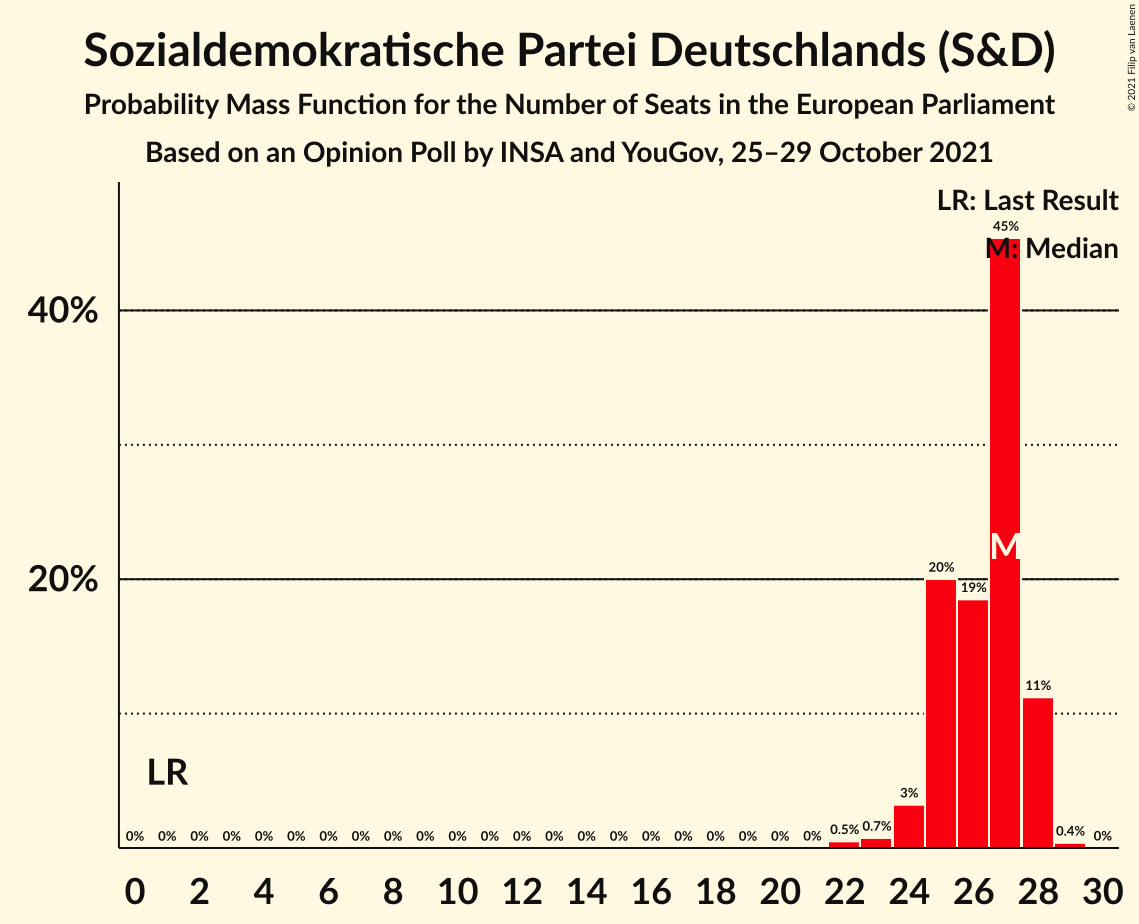 Sozialdemokratische Partei Deutschlands (S&D)
Probability Mass Function for the Number of Seats in the European Parliament
Based on an Opinion Poll by INSA and YouGov, 25–29 October 2021
© 2021 Filip van Laenen
LR: Last Result
45%
M: Median
40%
M
20%
20%
19%
11%
LR
3%
0% 0% 0% 0% 0% 0% 0% 0% 0% 0% 0% 0% 0% 0% 0% 0% 0% 0% 0% 0% 0% 0% 0.5% 0.7% 0.4% 0%
0 2 4 6 8 10 12 14 16 18 20 22 24 26 28 30